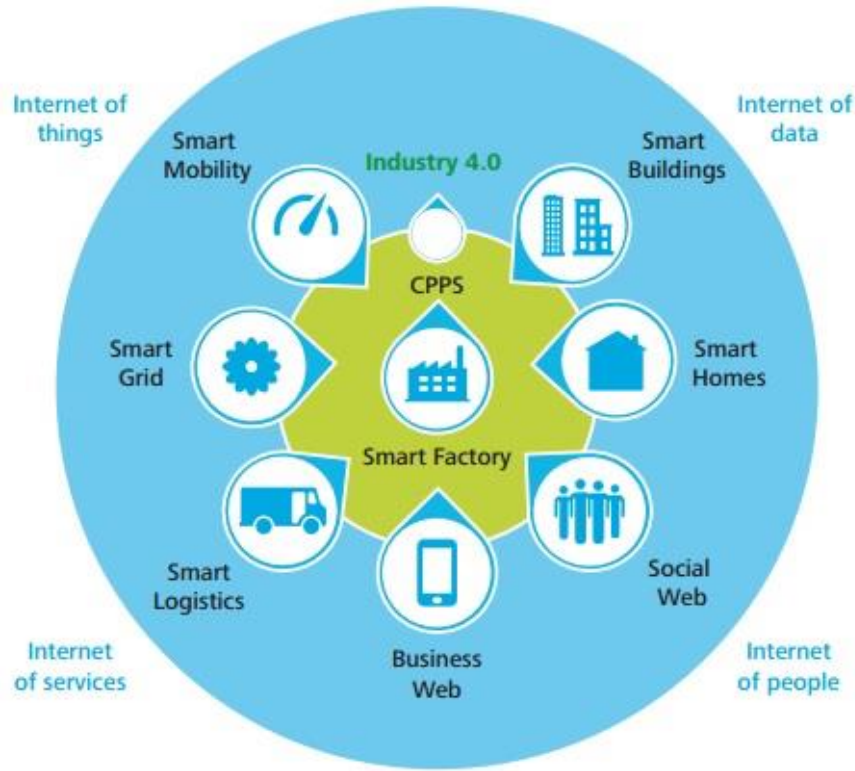 Internet of
things
Internet of
data
Smart
Mobility
Industry 4.0
Smart
Buildings
CPPS
Smart
Grid
Smart
Homes
Smart Factory
Smart
Logistics
Social
Web
Business
Web
Internet
of services
Internet
of people